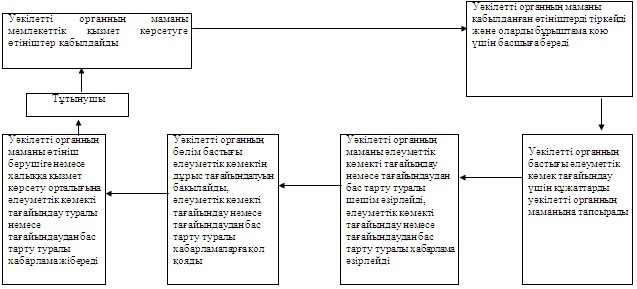 Уәкілетті органның маманы
мемлекеттік қызмет көрсетуге
өтініштер қабылдайды
Уәкілетті органның маманы
қабылданған өтініштерді тіркейді
және оларды бұрыштама қою
үшін басшыға береді
Тұтынушы
Уәкілетті органның
маманы өтініш
берушіге немесе
халыққа қызмет
көрсету орталығына
әлеуметтік көмекті
тағайындау туралы
немесе
тағайындаудан бас
тарту туралы
хабарлама жібереді
Уәкілетті органның
бөлім бастығы
әлеуметтік көмектің
дұрыс тағайындалуын
бақылайды,
әлеуметтік көмекті
тағайындау немесе
тағайындаудан бас
тарту туралы
хабарламаларға қол
қояды
Уәкілетті органның
маманы әлеуметтік
көмекті тағайындау
немесе тағайындаудан
бас тарту туралы
шешім әзірлейді,
әлеуметтік көмекті
тағайындау немесе
тағайындаудан бас
тарту туралы хабарлама
әзірлейді
Уәкілетті органның
бастығы әлеуметтік
көмек тағайындау
үшін құжаттарды
уәкілетті органның
маманына тапсырады